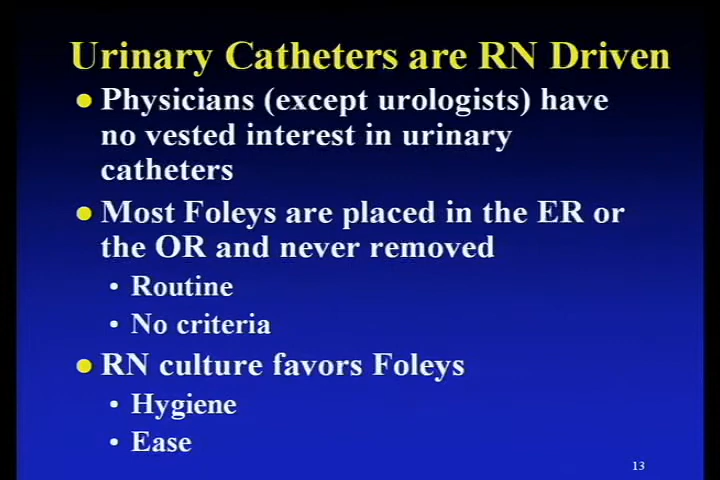 Urinary Catheters are RN Driven
● Physicians (except urologists) have
no vested interest in urinary
catheters
● Most Foleys are placed in the ER or
the OR and never removed
• Routine
• No criteria
● RN culture favors Foleys
• Hygiene
• Ease
13